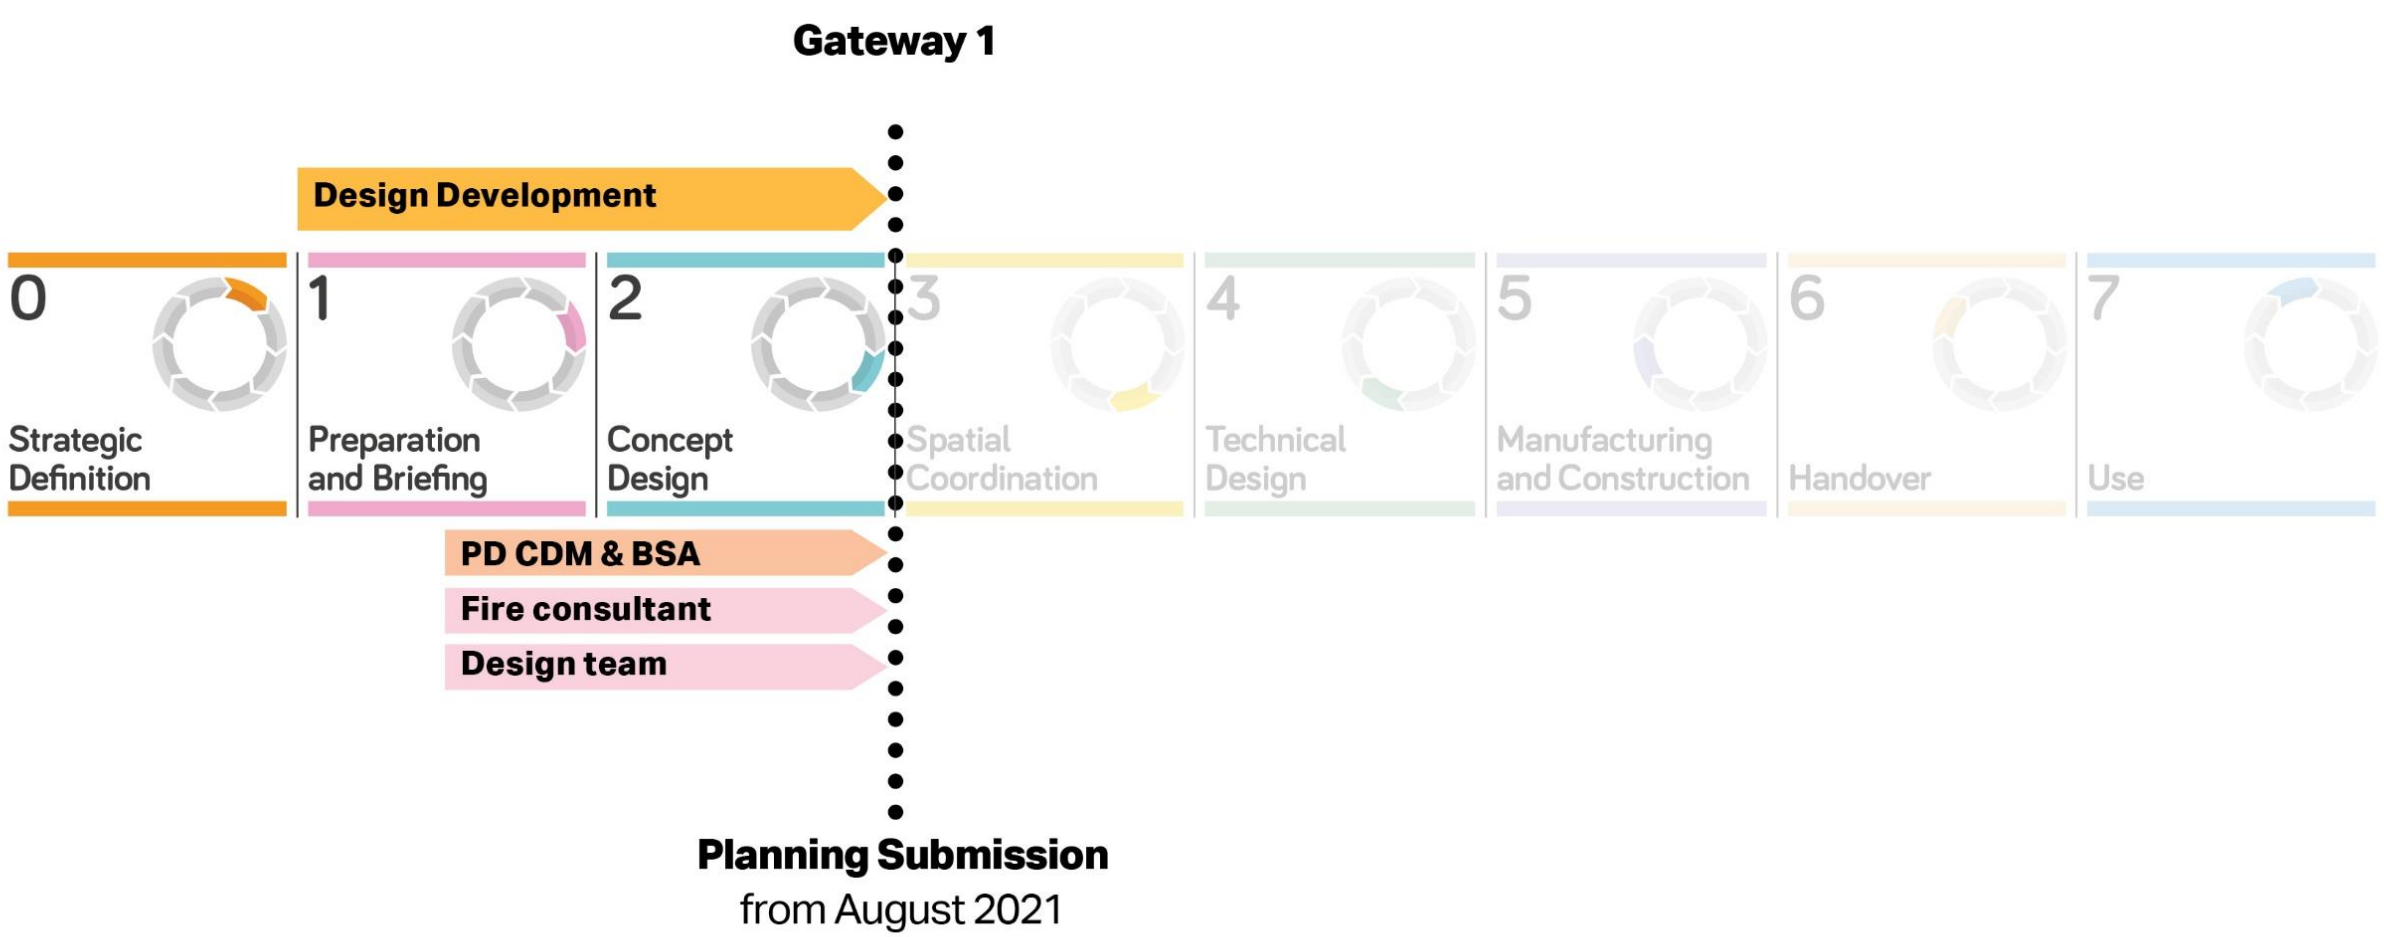 Gateway 1
Design Development
0
Strategic
Definition
1
Preparation
and Briefing
2
Concept
Design
3
Spatial
Coordination
4
Technical
Design
5
Manufacturing
and Construction
6
Handover
7
Use
PD CDM & BSA
Fire consultant
Design team
Planning Submission
from August 2021